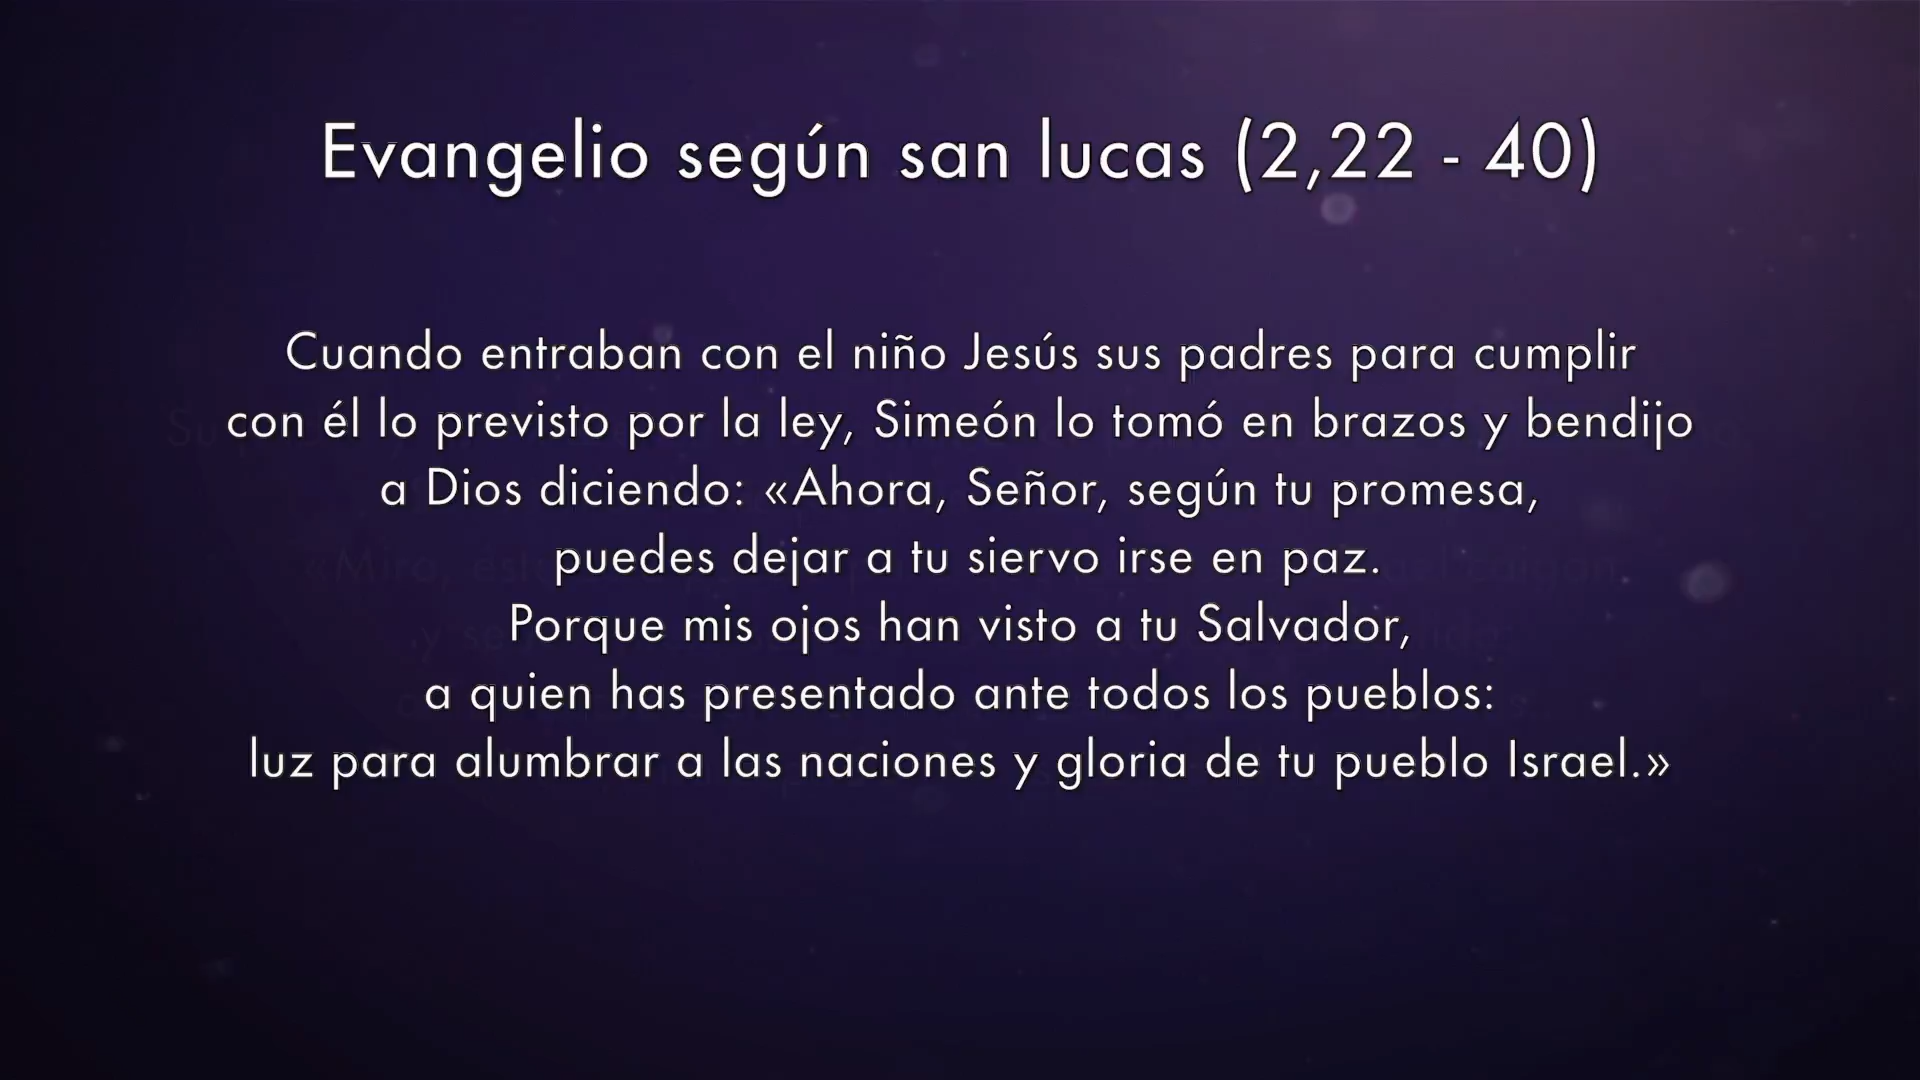 Evangelio según san lucas (2,22 - 40)
Cuando entraban con el niño Jesús sus padres para cumplir
con él lo previsto por la ley, Simeón lo tomó en brazos y bendijo
a Dios diciendo: «Ahora, Señor, según tu promesa,
puedes dejar a tu siervo irse en paz.
Porque mis ojos han visto a tu Salvador,
a quien has presentado ante todos los pueblos:
luz para alumbrar a las naciones y gloria de tu pueblo Israel.»